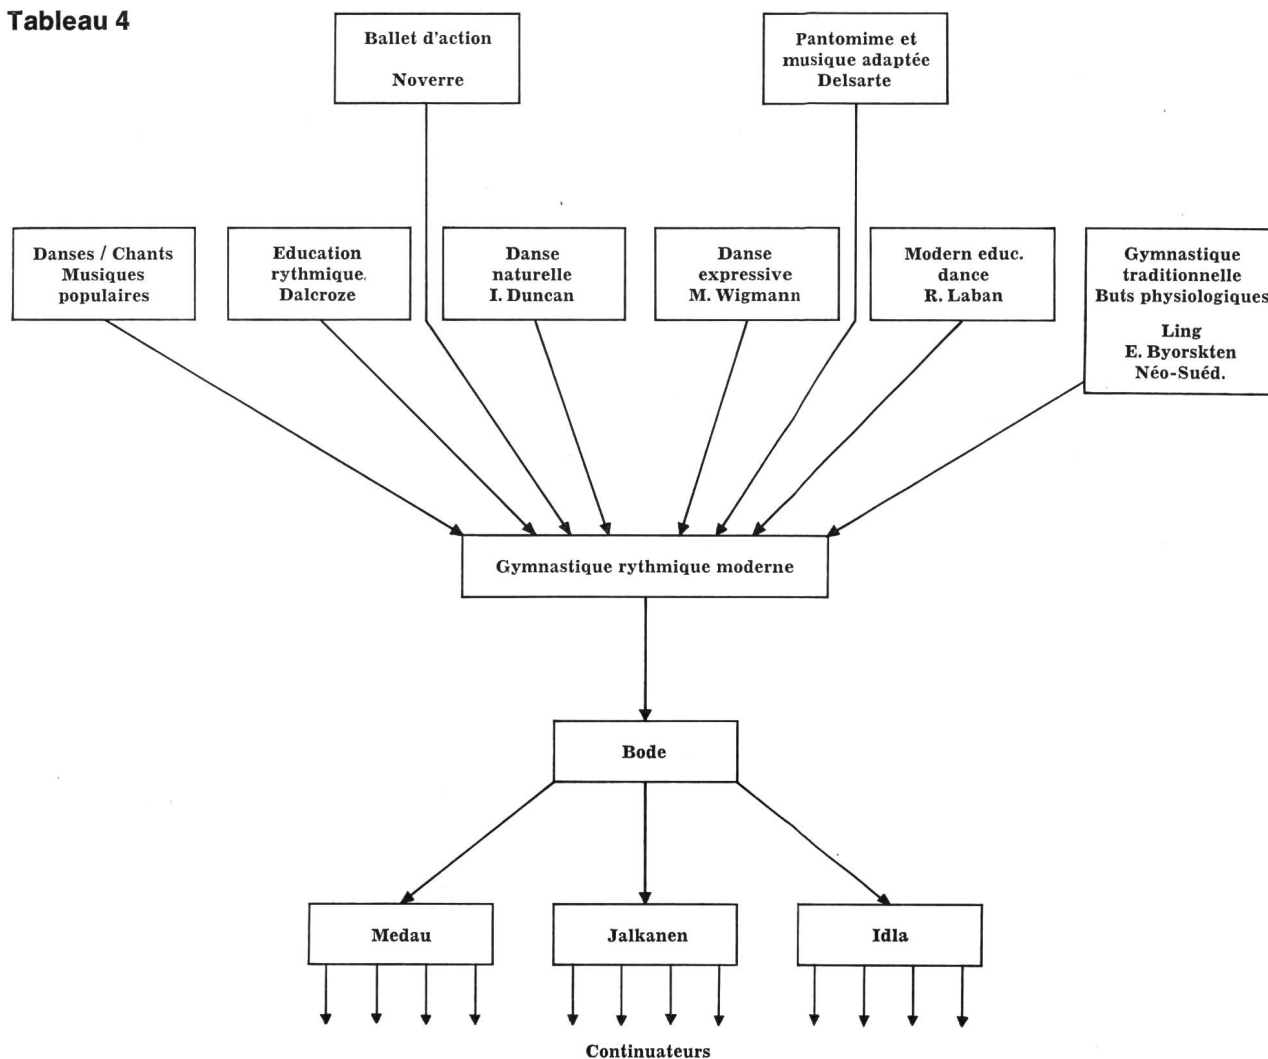 Tableau 4
Ballet d'action
Noverre
Pantomime et
musique adaptée
Delsarte
Danses / Chants
Musiques
populaires
Education
rythmique
Dalcroze
Danse
naturelle
I. Duncan
Danse
expressive
M. Wigmann
Modern educ.
dance
R. Laban
Gymnastique
traditionnelle
Buts physiologiques
Ling
E. Byorskten
Néo-Suéd.
Gymnastique rythmique moderne
Bode
Medau
Jalkanen
Idla
Continuateurs